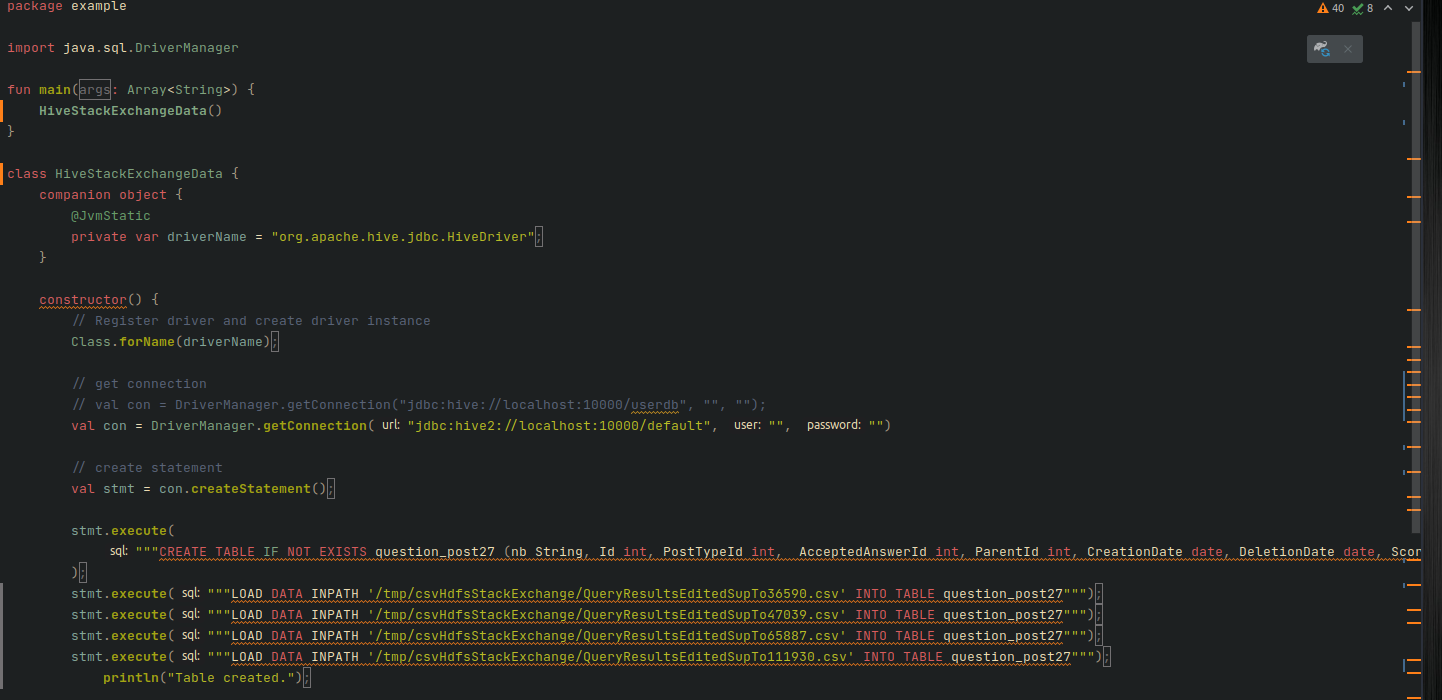 package example
40 8
import java.sql.DriverManager
fun main(args: Array<String>) {
HiveStackExchangeData()
}
class HiveStackExchangeData {
companion object {
@JvmStatic
private var driverName = "org.apache.hive.jdbc.HiveDriver";
}
constructor() {
// Register driver and create driver instance
Class.forName(driverName);
// get connection
// val con = DriverManager.getConnection("jdbc:hive://localhost:10000/userdb", "", "");
val con = DriverManager.getConnection( url: "jdbc:hive2://localhost:10000/default", user: "", password: "")
// create statement
val stmt = con.createStatement();
stmt.execute(
sql: """CREATE TABLE IF NOT EXISTS question_post27 (nb String, Id int, PostTypeId int,  AcceptedAnswerId int, ParentId int, CreationDate date, DeletionDate date, Scor
);
stmt.execute( sql: """LOAD DATA INPATH '/tmp/csvHdfsStackExchange/QueryResultsEditedSupTo36590.csv' INTO TABLE question_post27""");
stmt.execute( sql: """LOAD DATA INPATH '/tmp/csvHdfsStackExchange/QueryResultsEditedSupTo47039.csv' INTO TABLE question_post27""");
stmt.execute( sql: """LOAD DATA INPATH '/tmp/csvHdfsStackExchange/QueryResultsEditedSupTo65887.csv' INTO TABLE question_post27""");
stmt.execute( sql: """LOAD DATA INPATH '/tmp/csvHdfsStackExchange/QueryResultsEditedSupTo111930.csv' INTO TABLE question_post27""");
println("Table created.");